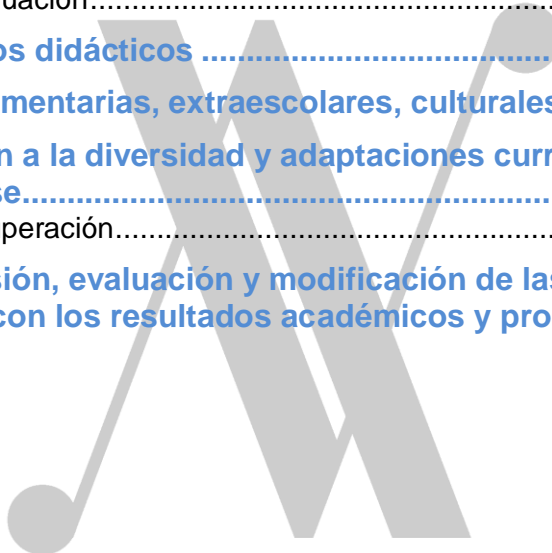 uación......................................................
os didácticos ..........................................
mentarias, extraescolares, culturales
n a la diversidad y adaptaciones curr
se..............................................................
peración....................................................
sión, evaluación y modificación de las
con los resultados académicos y pro